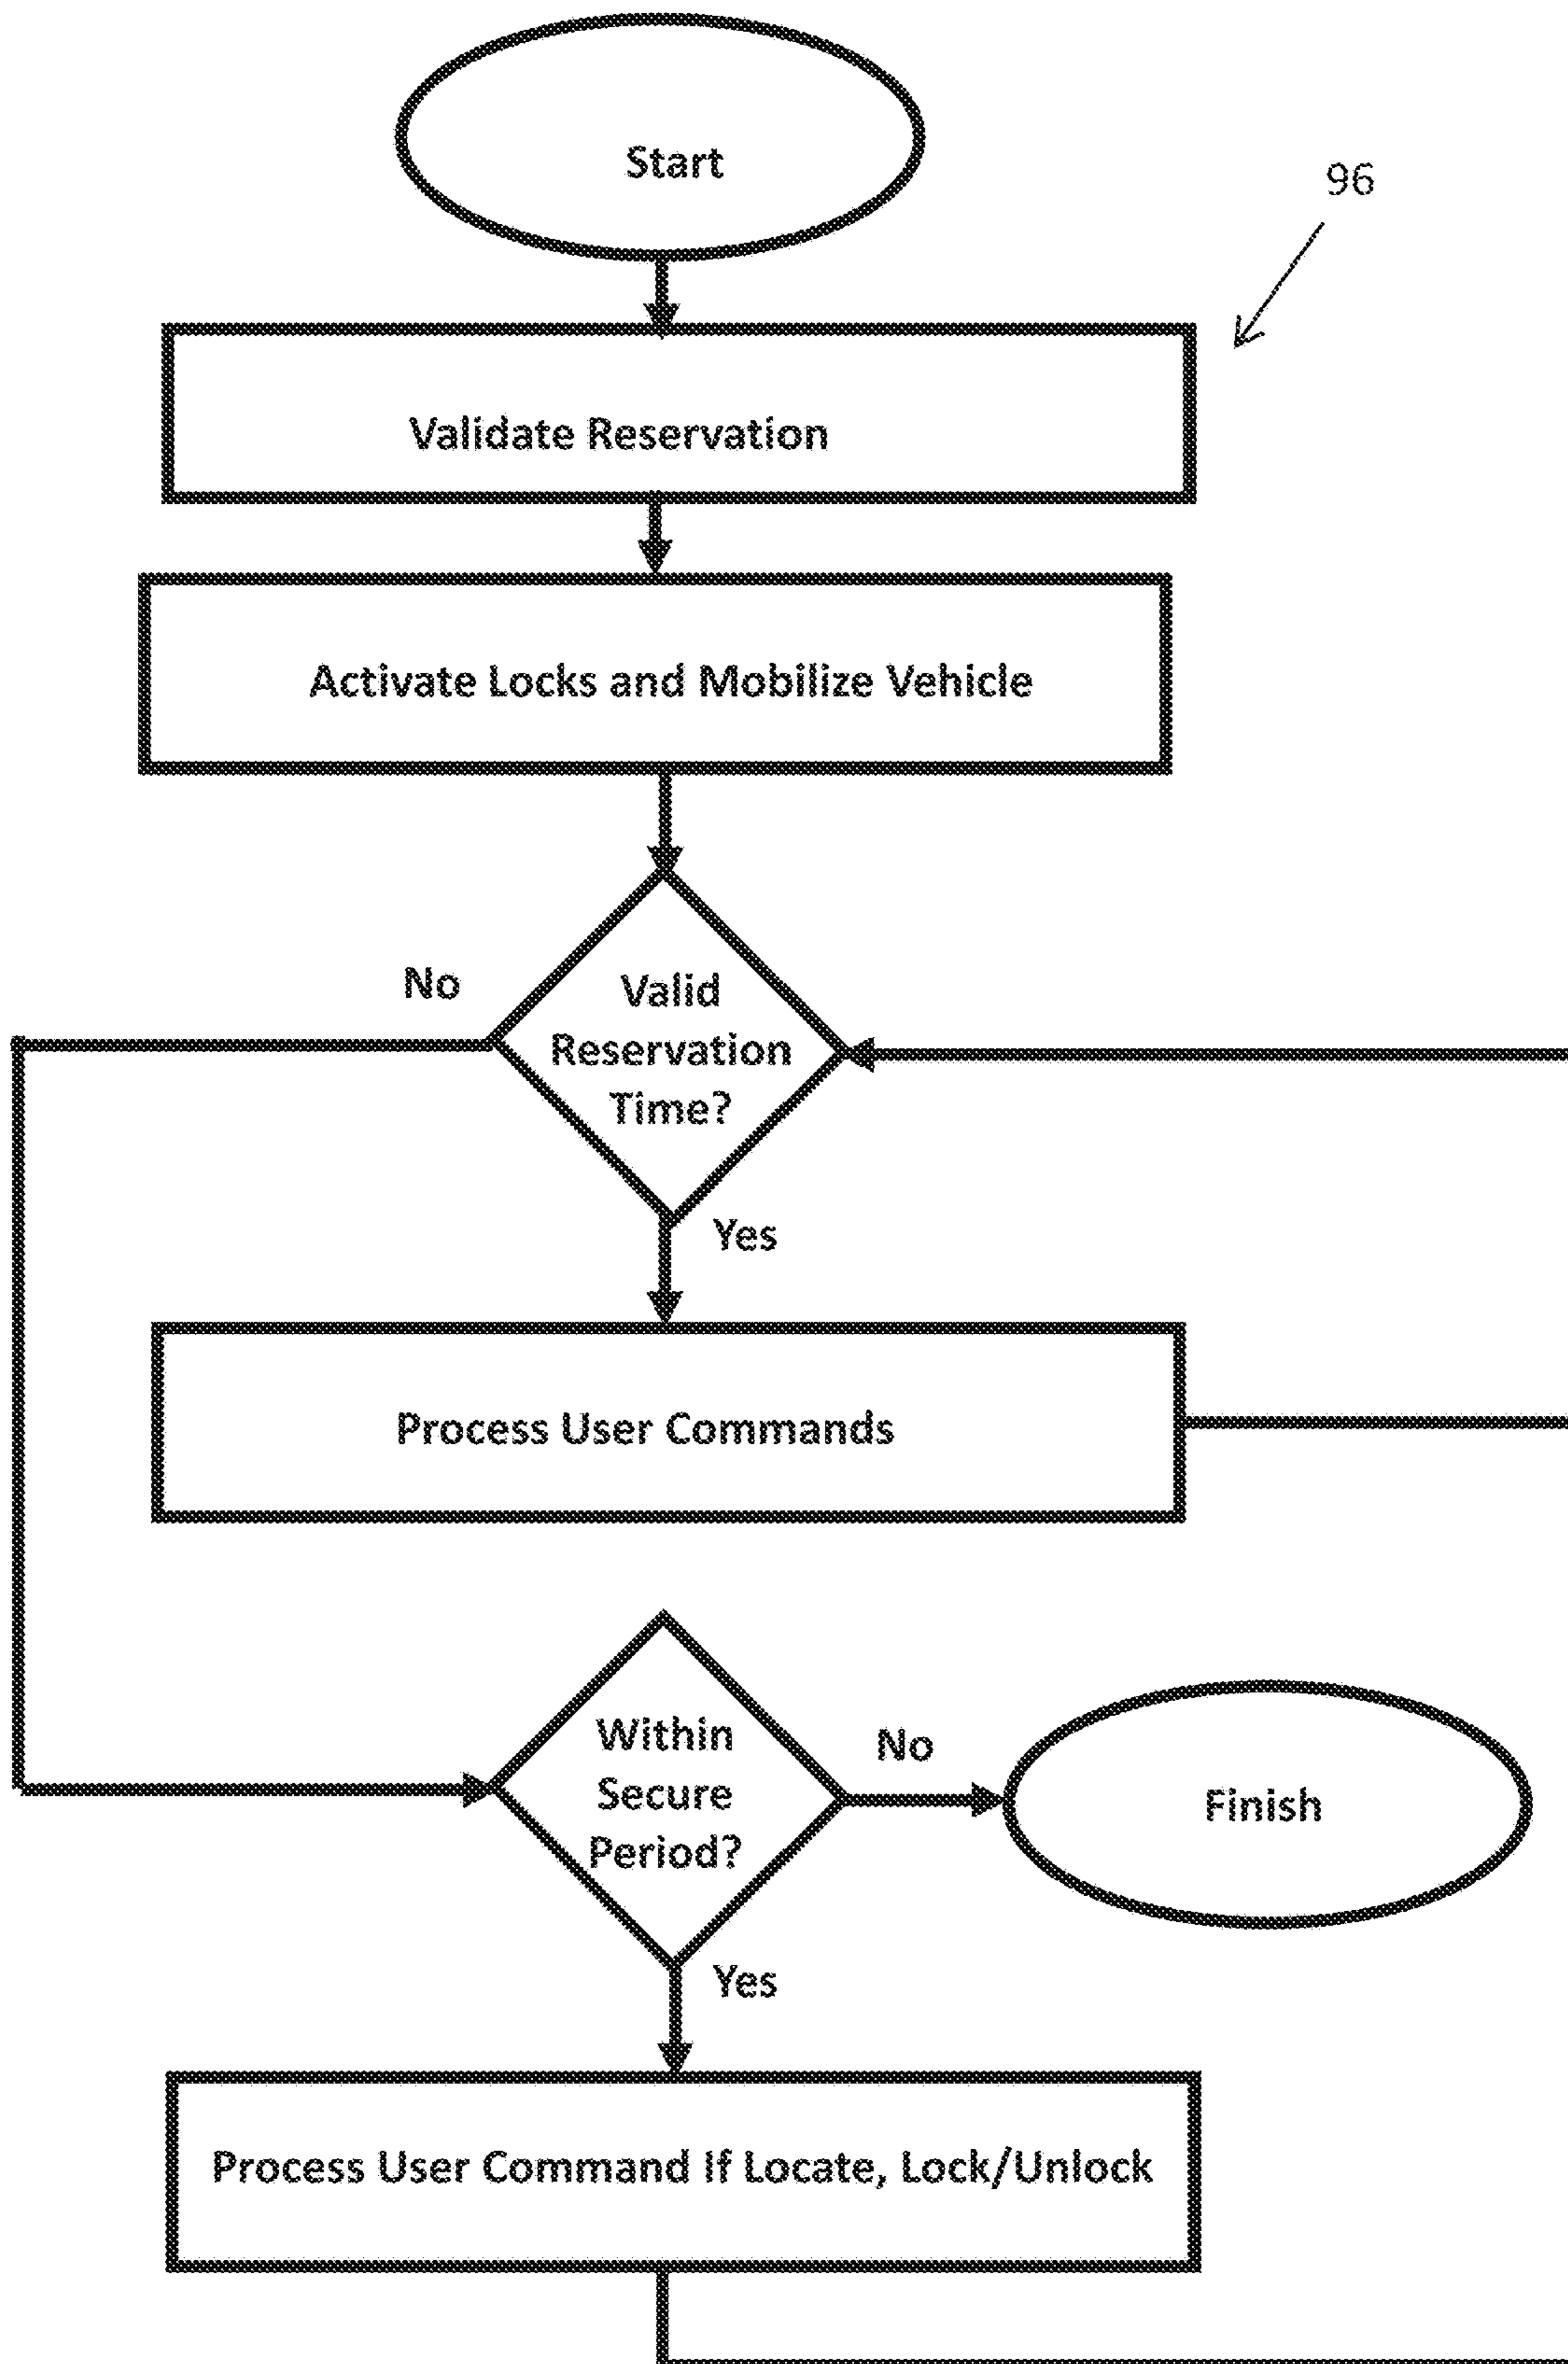 Start
96
Validate Reservation
Activate Locks and Mobilize Vehicle
No
Valid
Reservation
Time?
Yes
Process User Commands
Within
Secure
Period?
No
Finish
Yes
Process User Command If Locate, Lock/Unlock